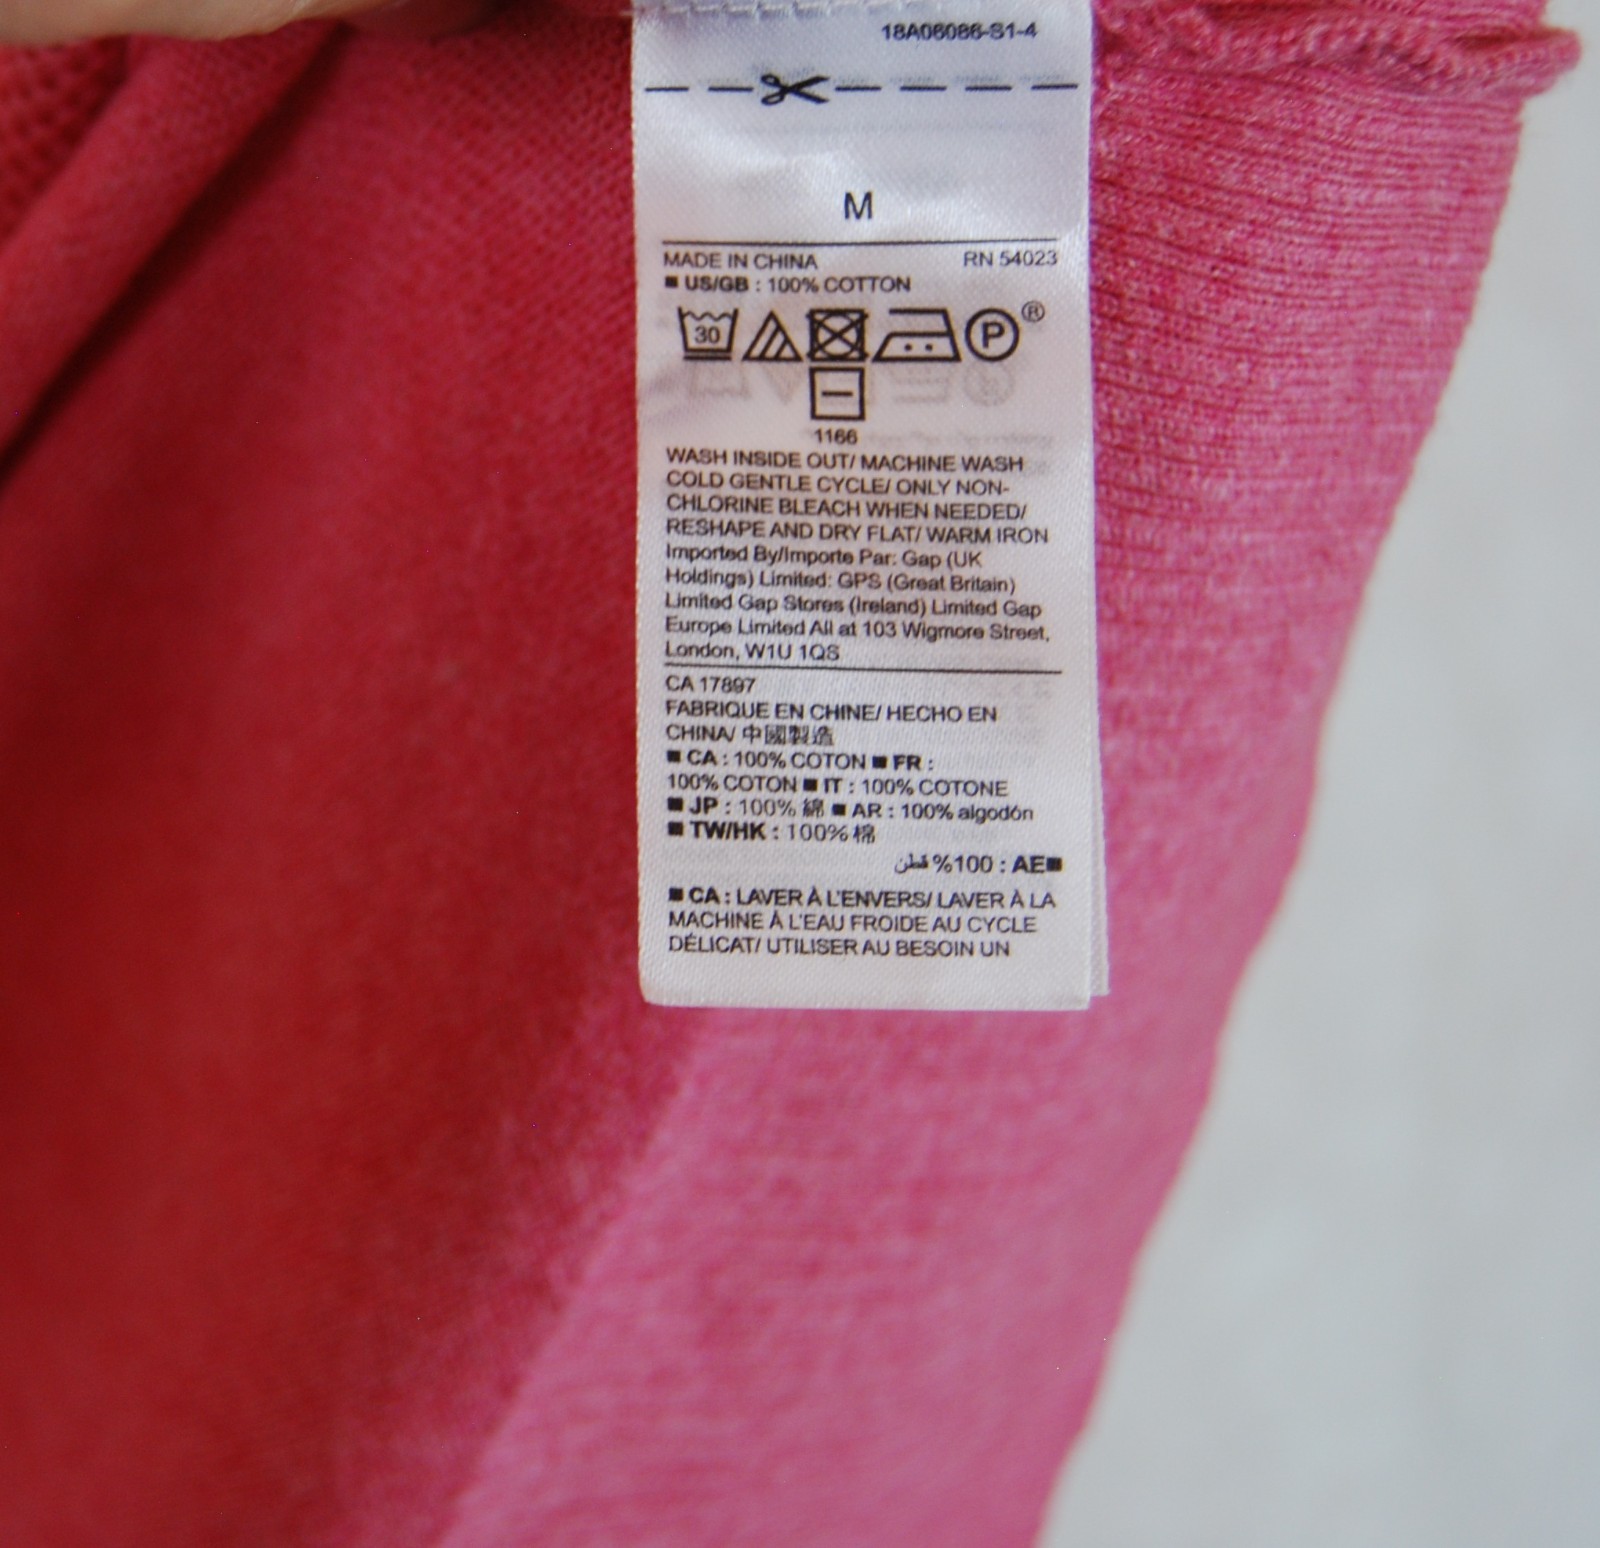 18A06086-S1-4
M
MADE IN CHINA RN 54023
■ US/GB : 100% COTTON
30 P ®
1166
WASH INSIDE OUT/ MACHINE WASH
COLD GENTLE CYCLE/ ONLY NON-
CHLORINE BLEACH WHEN NEEDED/
RESHAPE AND DRY FLAT/ WARM IRON
Imported By/Importe Par: Gap (UK
Holdings) Limited: GPS (Great Britain)
Limited Gap Stores (Ireland) Limited Gap
Europe Limited All at 103 Wigmore Street,
London, W1U 1QS
CA 17897
FABRIQUE EN CHINE/ HECHO EN
CHINA/ 中國製造
■ CA : 100% COTON ■ FR :
100% COTON ■ IT : 100% COTONE
■ JP : 100% 綿 ■ AR : 100% algodón
■ TW/HK : 100% 棉
■AE : 100% قطن
■ CA : LAVER À L'ENVERS/ LAVER À LA
MACHINE À L'EAU FROIDE AU CYCLE
DÉLICAT/ UTILISER AU BESOIN UN